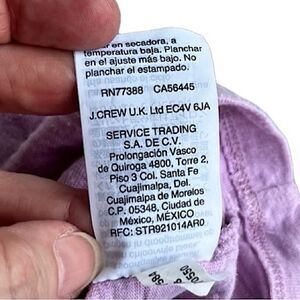 en secadora, a
temperatura baja. Planchar
en el ajuste más bajo. No
planchar el estampado.
RN77388 CA56445
J.CREW U.K. Ltd EC4V 6JA
SERVICE TRADING
S.A. DE C.V.
Prolongación Vasco
de Quiroga 4800, Torre 2,
Piso 3 Col. Santa Fe
Cuajimalpa, Del.
Cuajimalpa de Morelos
C.P. 05348, Ciudad de
México, MÉXICO
RFC: STR921014AR0